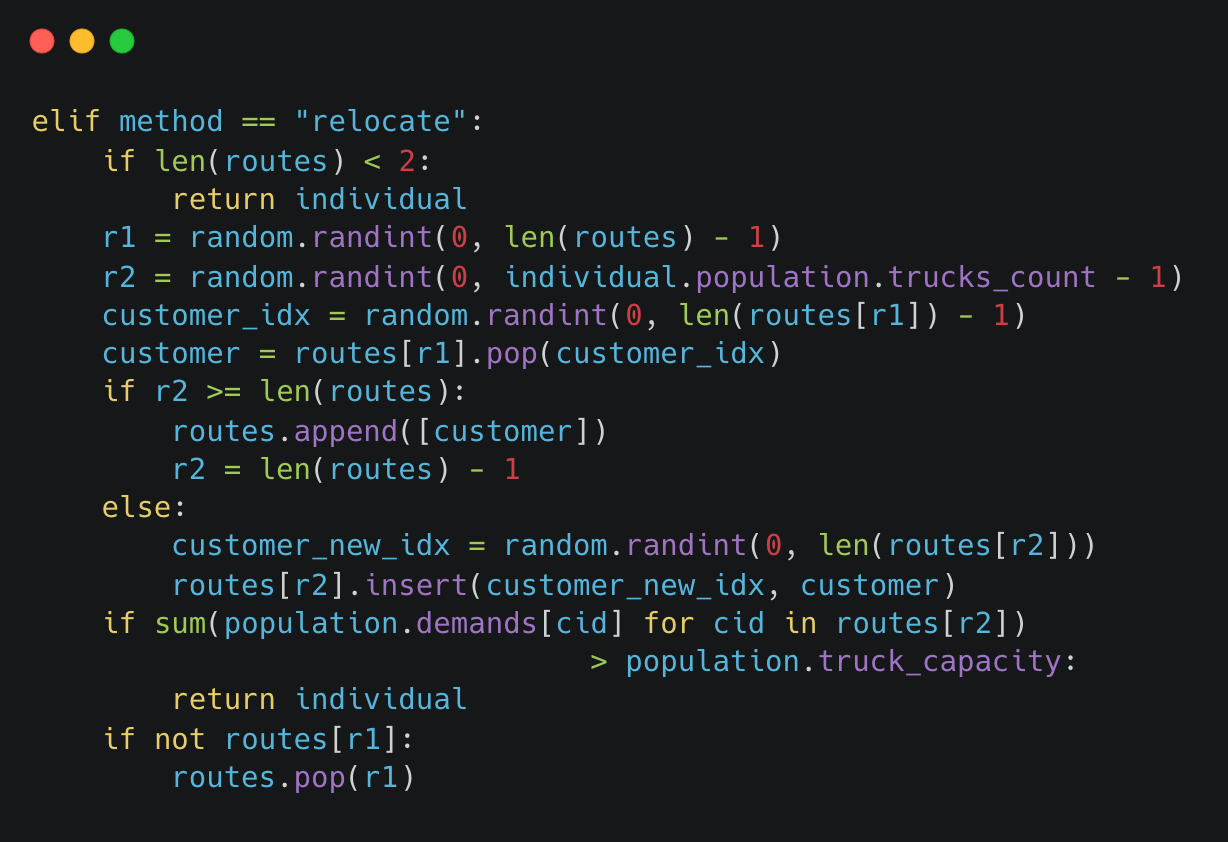 elif method == "relocate":
    if len(routes) < 2:
        return individual
    r1 = random.randint(0, len(routes) - 1)
    r2 = random.randint(0, individual.population.trucks_count - 1)
    customer_idx = random.randint(0, len(routes[r1]) - 1)
    customer = routes[r1].pop(customer_idx)
    if r2 >= len(routes):
        routes.append([customer])
        r2 = len(routes) - 1
    else:
        customer_new_idx = random.randint(0, len(routes[r2]))
        routes[r2].insert(customer_new_idx, customer)
    if sum(population.demands[cid] for cid in routes[r2])
                                > population.truck_capacity:
        return individual
    if not routes[r1]:
        routes.pop(r1)